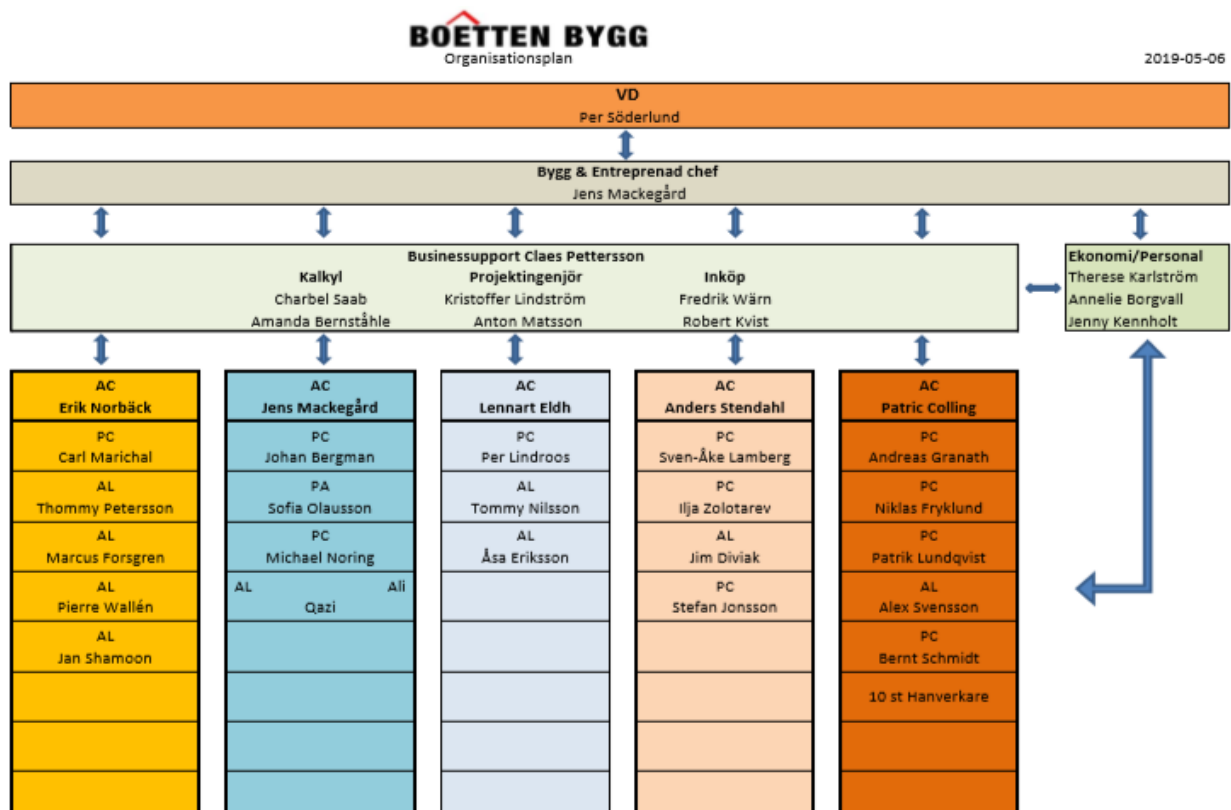 BOETTEN BYGG
Organisationsplan
2019-05-06
VD
Per Söderlund
Bygg & Entreprenad chef
Jens Mackegård
Businessupport Claes Pettersson
Kalkyl
Charbel Saab
Amanda Bernståhle
Projektingenjör
Kristoffer Lindström
Anton Matsson
Inköp
Fredrik Wärn
Robert Kvist
Ekonomi/Personal
Therese Karlström
Annelie Borgvall
Jenny Kennholt
AC
Erik Norbäck
PC
Carl Marichal
AL
Thommy Petersson
AL
Marcus Forsgren
AL
Pierre Wallén
AL
Jan Shamoon
AC
Jens Mackegård
PC
Johan Bergman
PA
Sofia Olausson
PC
Michael Noring
AL Ali
Qazi
AC
Lennart Eldh
PC
Per Lindroos
AL
Tommy Nilsson
AL
Åsa Eriksson
AC
Anders Stendahl
PC
Sven-Åke Lamberg
PC
Ilja Zolotarev
AL
Jim Diviak
PC
Stefan Jonsson
AC
Patric Colling
PC
Andreas Granath
PC
Niklas Fryklund
PC
Patrik Lundqvist
AL
Alex Svensson
PC
Bernt Schmidt
10 st Hanverkare